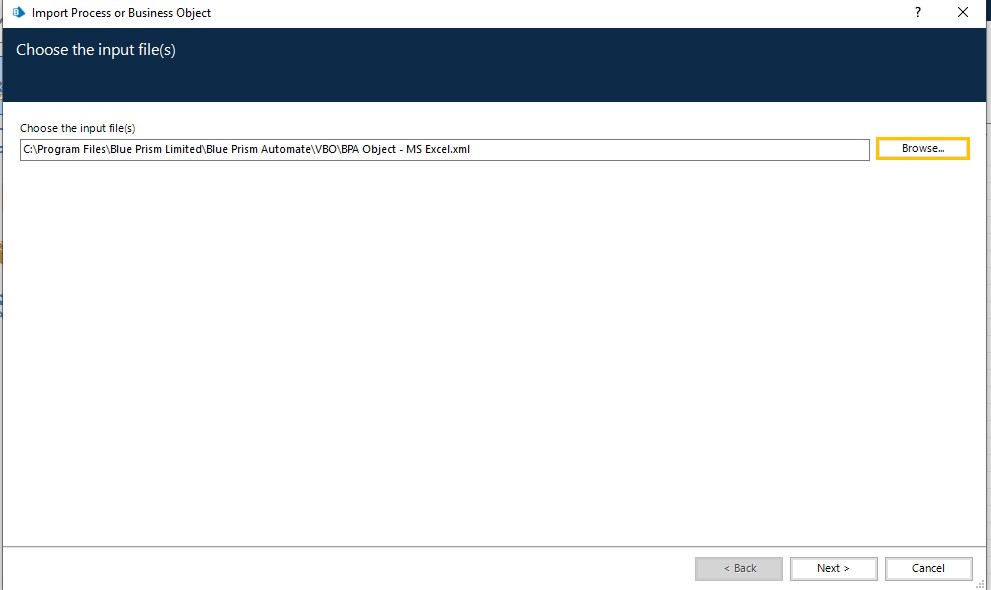 Import Process or Business Object
?
Choose the input file(s)
Choose the input file(s)
C:\Program Files\Blue Prism Limited\Blue Prism Automate\VBO\BPA Object - MS Excel.xml
Browse...
< Back
Next >
Cancel